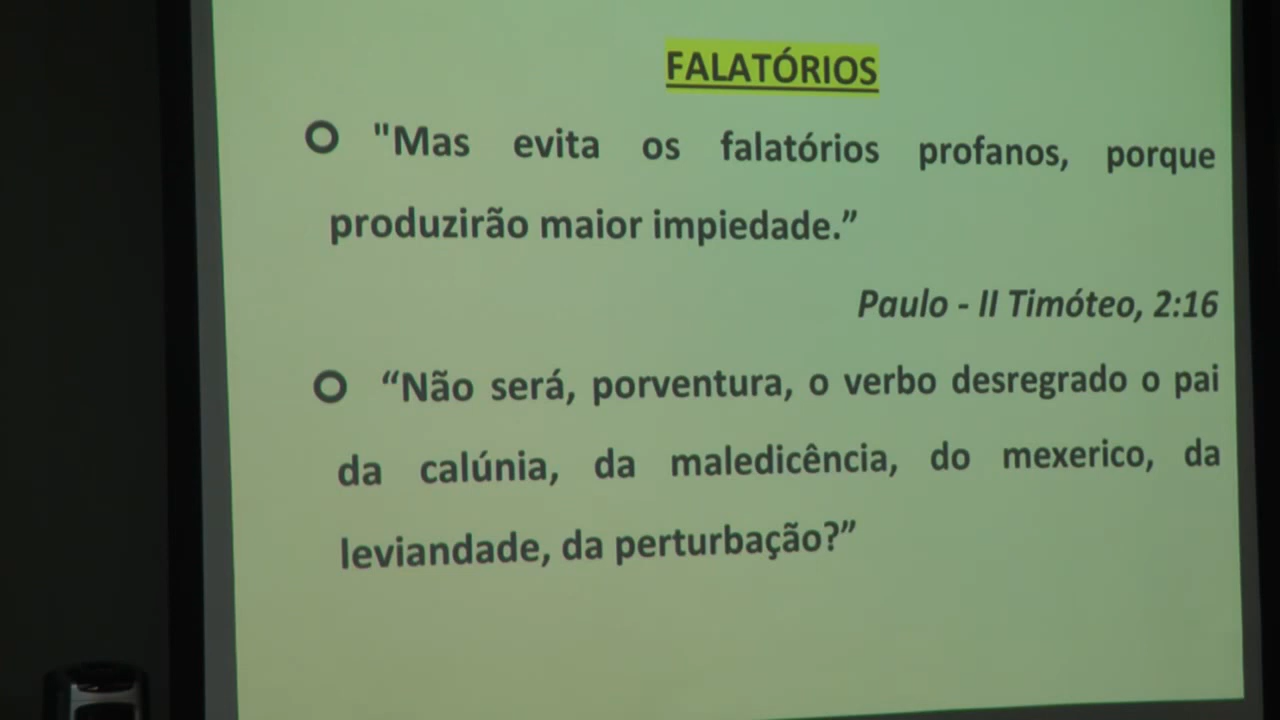 FALATÓRIOS
"Mas evita os falatórios profanos, porque
produzirão maior impiedade.”
Paulo - II Timóteo, 2:16
“Não será, porventura, o verbo desregrado o pai
da calúnia, da maledicência, do mexerico, da
leviandade, da perturbação?”